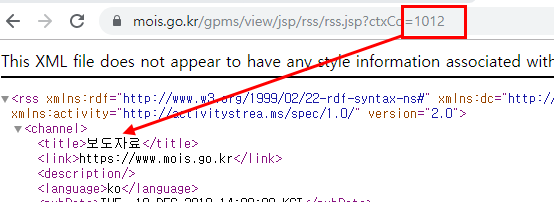 mois.go.kr/gpms/view/jsp/rss/rss.jsp?ctxCd=1012
This XML file does not appear to have any style information associated with
▼<rss xmlns:rdf="http://www.w3.org/1999/02/22-rdf-syntax-ns#" xmlns:dc="http:/
xmlns:activity="http://activitystrea.ms/spec/1.0/" version="2.0">
▼<channel>
<title>보도자료</title>
<link>https://www.mois.go.kr</link>
<description/>
<language>ko</language>